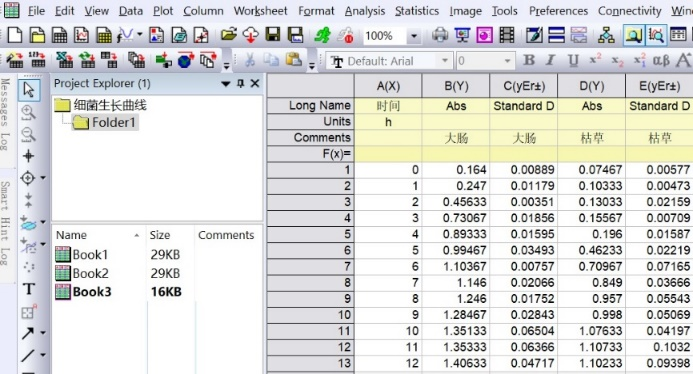 File Edit View Data Plot Column Worksheet Format Analysis Statistics Image Tools Preferences Connectivity
100%
Default: Arial 0 B I U x² x₂ αβ A
Messages Log
Smart Hint Log
Project Explorer (1)
细菌生长曲线
Folder1
Name Size Comments
Book1 29KB
Book2 29KB
Book3 16KB
A(X) B(Y) C(yEr±) D(Y) E(yEr±)
Long Name 时间 Abs Standard D Abs Standard D
Units h
Comments 大肠 大肠 枯草 枯草
F(x)=
1 0 0.164 0.00889 0.07467 0.00577
2 1 0.247 0.01179 0.10333 0.00473
3 2 0.45633 0.00351 0.13033 0.02159
4 3 0.73067 0.01856 0.15567 0.00709
5 4 0.89333 0.01595 0.196 0.01587
6 5 0.99467 0.03493 0.46233 0.02219
7 6 1.10367 0.00757 0.70967 0.07165
8 7 1.146 0.02066 0.849 0.03666
9 8 1.246 0.01752 0.957 0.05543
10 9 1.28467 0.02843 0.998 0.05069
11 10 1.35133 0.06504 1.07633 0.04197
12 11 1.35333 0.06366 1.10733 0.1032
13 12 1.40633 0.04717 1.10233 0.09398